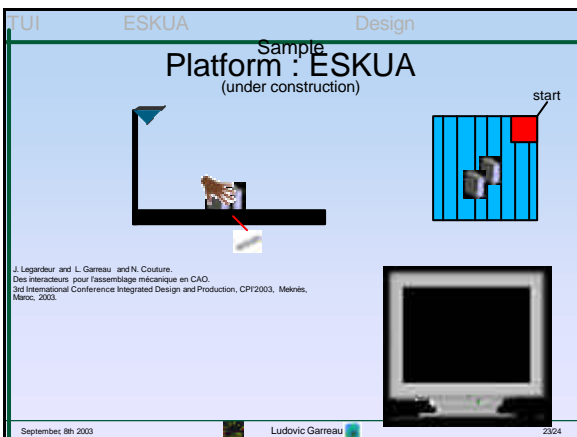 TUI ESKUA Design
Sample
Platform : ESKUA
(under construction)
start
J. Legardeur and L. Garreau and N. Couture.
Des interacteurs pour l'assemblage mécanique en CAO.
3rd International Conference Integrated Design and Production, CPI'2003, Meknès,
Maroc, 2003.
September, 8th 2003 Ludovic Garreau 23/24